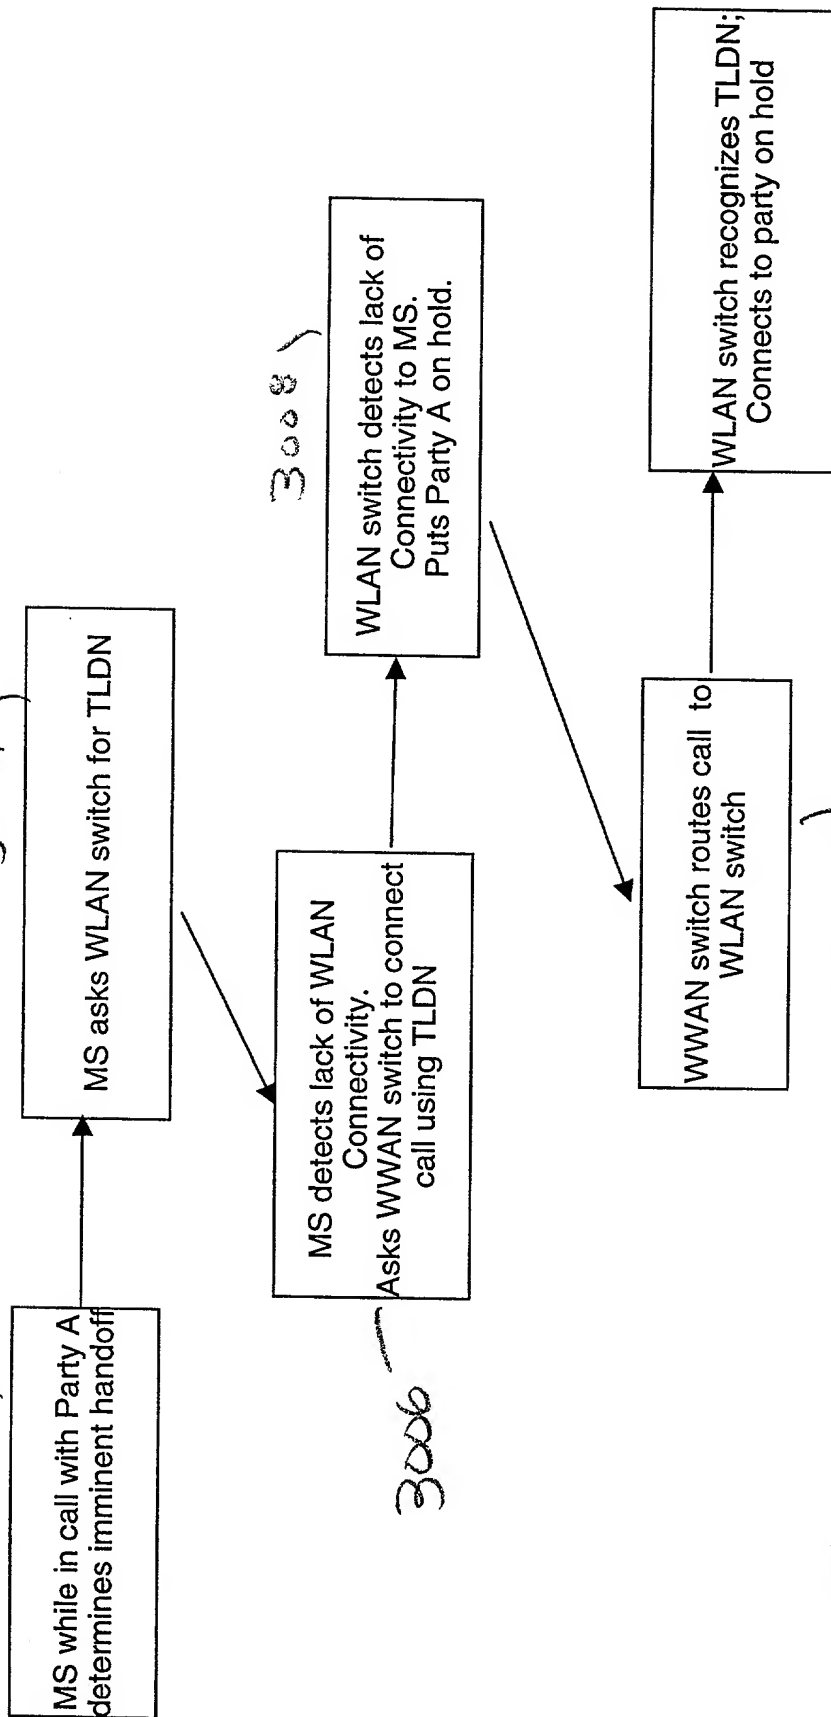 MS while in call with Party A
determines imminent handoff
MS asks WLAN switch for TLDN
MS detects lack of WLAN
Connectivity.
Asks WWAN switch to connect
call using TLDN
3006
WLAN switch detects lack of
Connectivity to MS.
Puts Party A on hold.
3008
WWAN switch routes call to
WLAN switch
WLAN switch recognizes TLDN;
Connects to party on hold